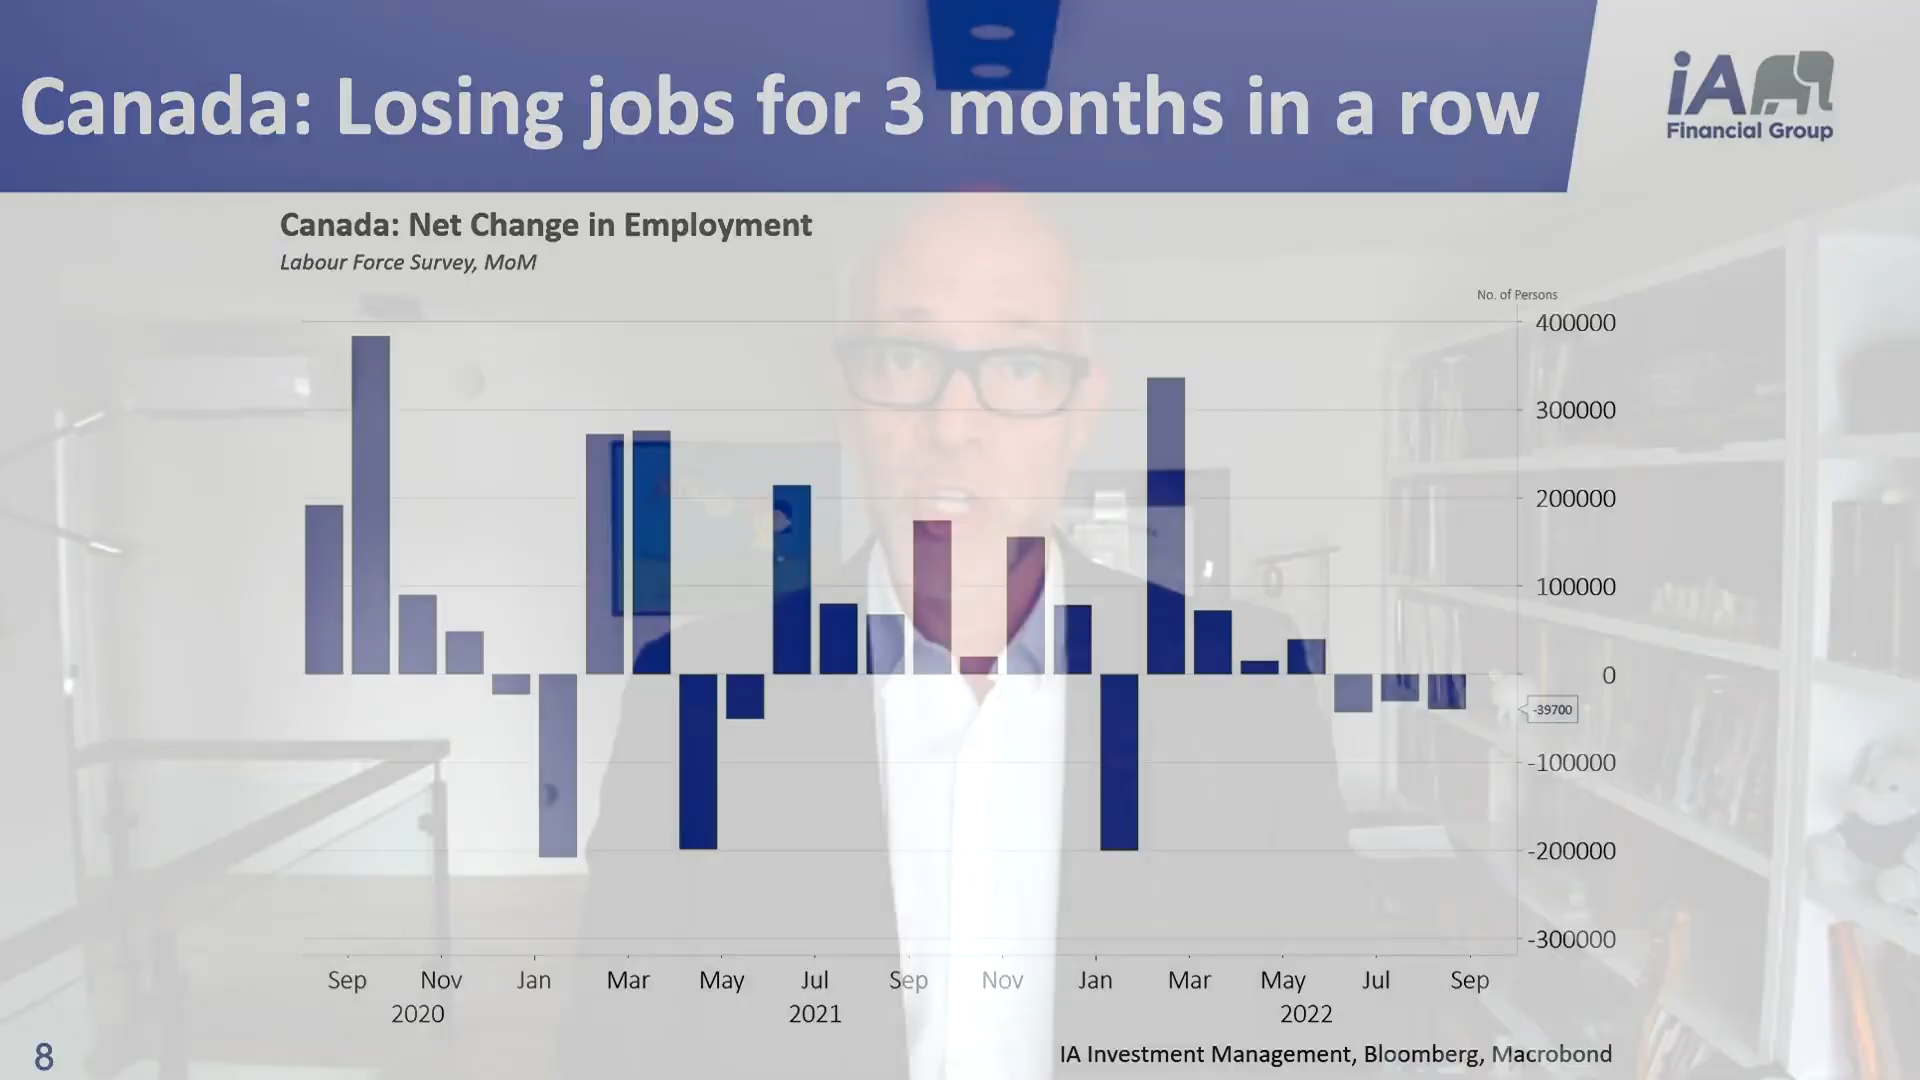 Canada: Losing jobs for 3 months in a row
iA
Financial Group
Canada: Net Change in Employment
Labour Force Survey, MoM
No. of Persons
400000
300000
200000
100000
0
-39700
-100000
-200000
-300000
Sep Nov Jan Mar May Jul Sep Nov Jan Mar May Jul Sep
2020 2021 2022
IA Investment Management, Bloomberg, Macrobond
8